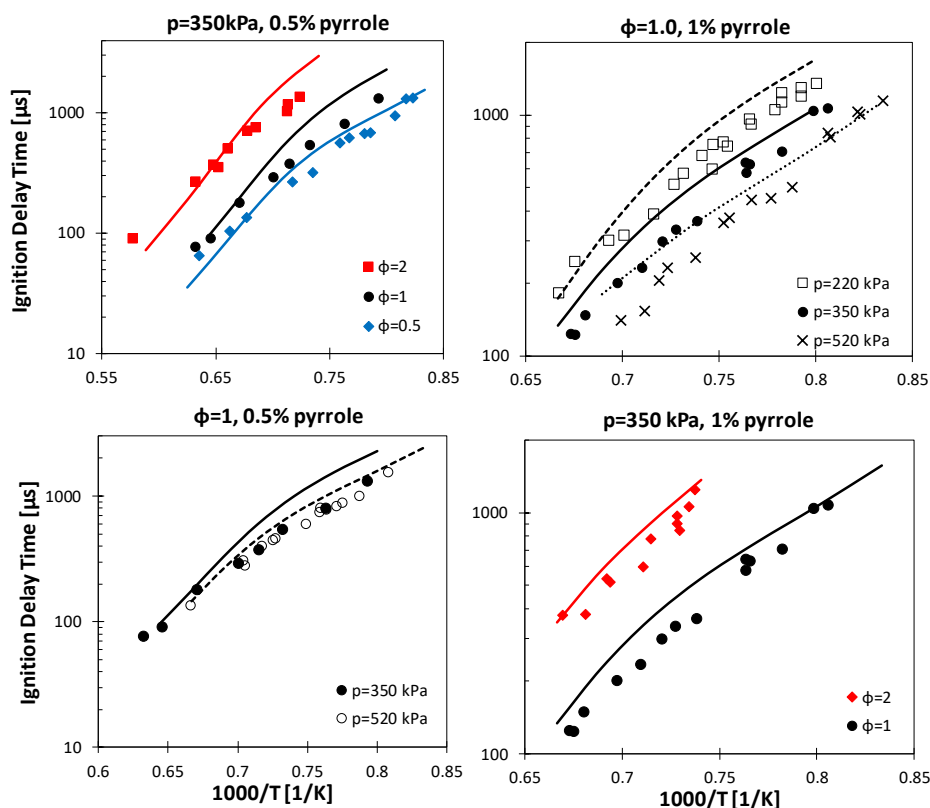 p=350kPa, 0.5% pyrrole
Ignition Delay Time [µs]
1000
100
10
0.55
0.65
0.75
0.85
ϕ=2
ϕ=1
ϕ=0.5
ϕ=1.0, 1% pyrrole
1000
100
0.65
0.7
0.75
0.8
0.85
p=220 kPa
p=350 kPa
p=520 kPa
ϕ=1, 0.5% pyrrole
Ignition Delay Time [µs]
1000
100
10
0.6
0.65
0.7
0.75
0.8
0.85
1000/T [1/K]
p=350 kPa
p=520 kPa
p=350 kPa, 1% pyrrole
1000
100
0.65
0.7
0.75
0.8
0.85
1000/T [1/K]
ϕ=2
ϕ=1